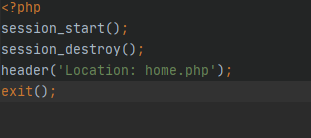 <?php
session_start();
session_destroy();
header('Location: home.php');
exit();